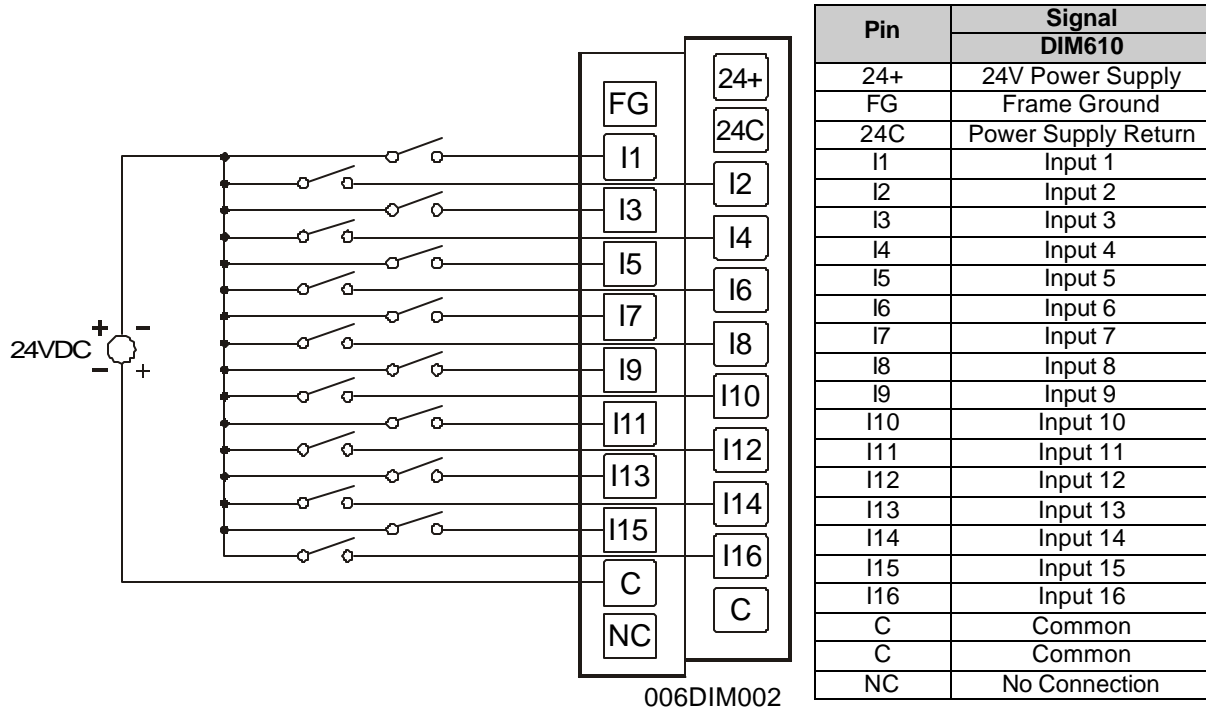 24VDC
+ -
- +
FG
I1
I3
I5
I7
I9
I11
I13
I15
C
NC
24+
24C
I2
I4
I6
I8
I10
I12
I14
I16
C
006DIM002
Pin Signal
DIM610
24+ 24V Power Supply
FG Frame Ground
24C Power Supply Return
I1 Input 1
I2 Input 2
I3 Input 3
I4 Input 4
I5 Input 5
I6 Input 6
I7 Input 7
I8 Input 8
I9 Input 9
I10 Input 10
I11 Input 11
I12 Input 12
I13 Input 13
I14 Input 14
I15 Input 15
I16 Input 16
C Common
C Common
NC No Connection